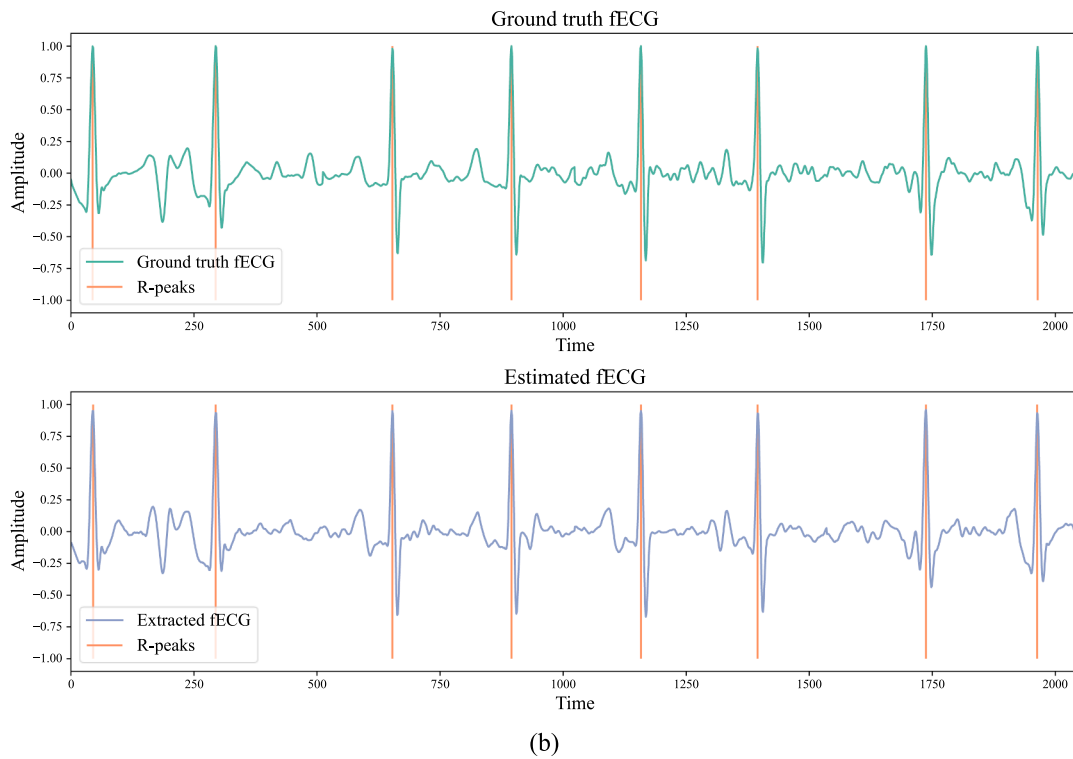 Ground truth fECG
1.00
0.75
0.50
0.25
0.00
−0.25
−0.50
−0.75
−1.00
Amplitude
Ground truth fECG
R-peaks
0 250 500 750 1000 1250 1500 1750 2000
Time
Estimated fECG
1.00
0.75
0.50
0.25
0.00
−0.25
−0.50
−0.75
−1.00
Amplitude
Extracted fECG
R-peaks
0 250 500 750 1000 1250 1500 1750 2000
Time
(b)